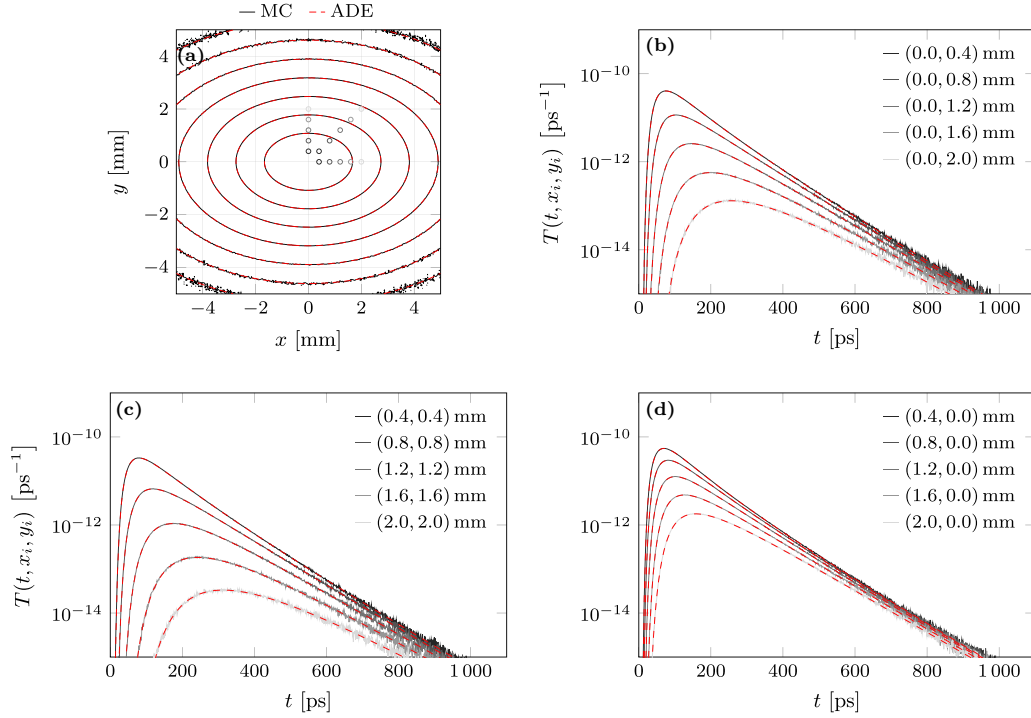 MC ADE
(a)
4
2
0
−2
−4
y [mm]
−4 −2 0 2 4
x [mm]
(b)
(0.0, 0.4) mm
(0.0, 0.8) mm
(0.0, 1.2) mm
(0.0, 1.6) mm
(0.0, 2.0) mm
10⁻¹⁰
10⁻¹²
10⁻¹⁴
T(t, xᵢ, yᵢ) [ps⁻¹]
0 200 400 600 800 1 000
t [ps]
(c)
(0.4, 0.4) mm
(0.8, 0.8) mm
(1.2, 1.2) mm
(1.6, 1.6) mm
(2.0, 2.0) mm
10⁻¹⁰
10⁻¹²
10⁻¹⁴
T(t, xᵢ, yᵢ) [ps⁻¹]
0 200 400 600 800 1 000
t [ps]
(d)
(0.4, 0.0) mm
(0.8, 0.0) mm
(1.2, 0.0) mm
(1.6, 0.0) mm
(2.0, 0.0) mm
10⁻¹⁰
10⁻¹²
10⁻¹⁴
0 200 400 600 800 1 000
t [ps]